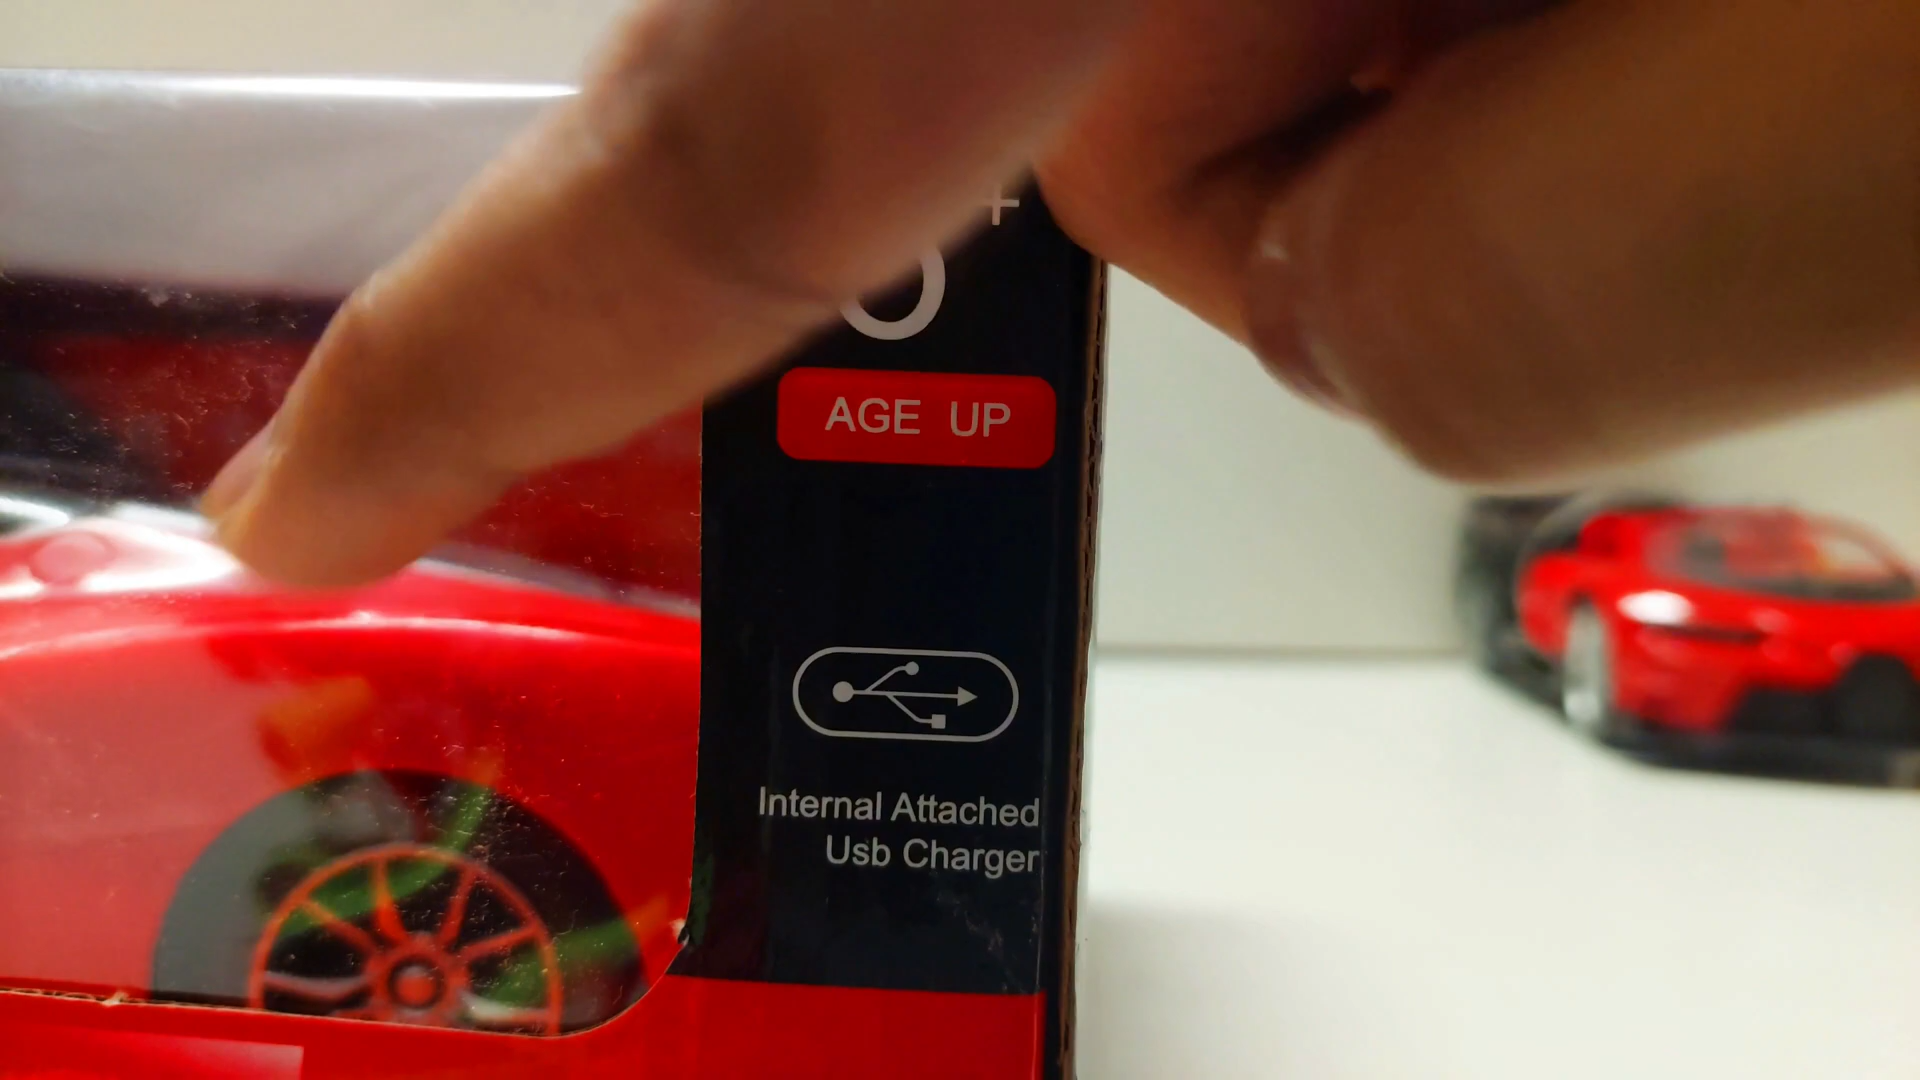 +
AGE UP
Internal Attached
Usb Charger